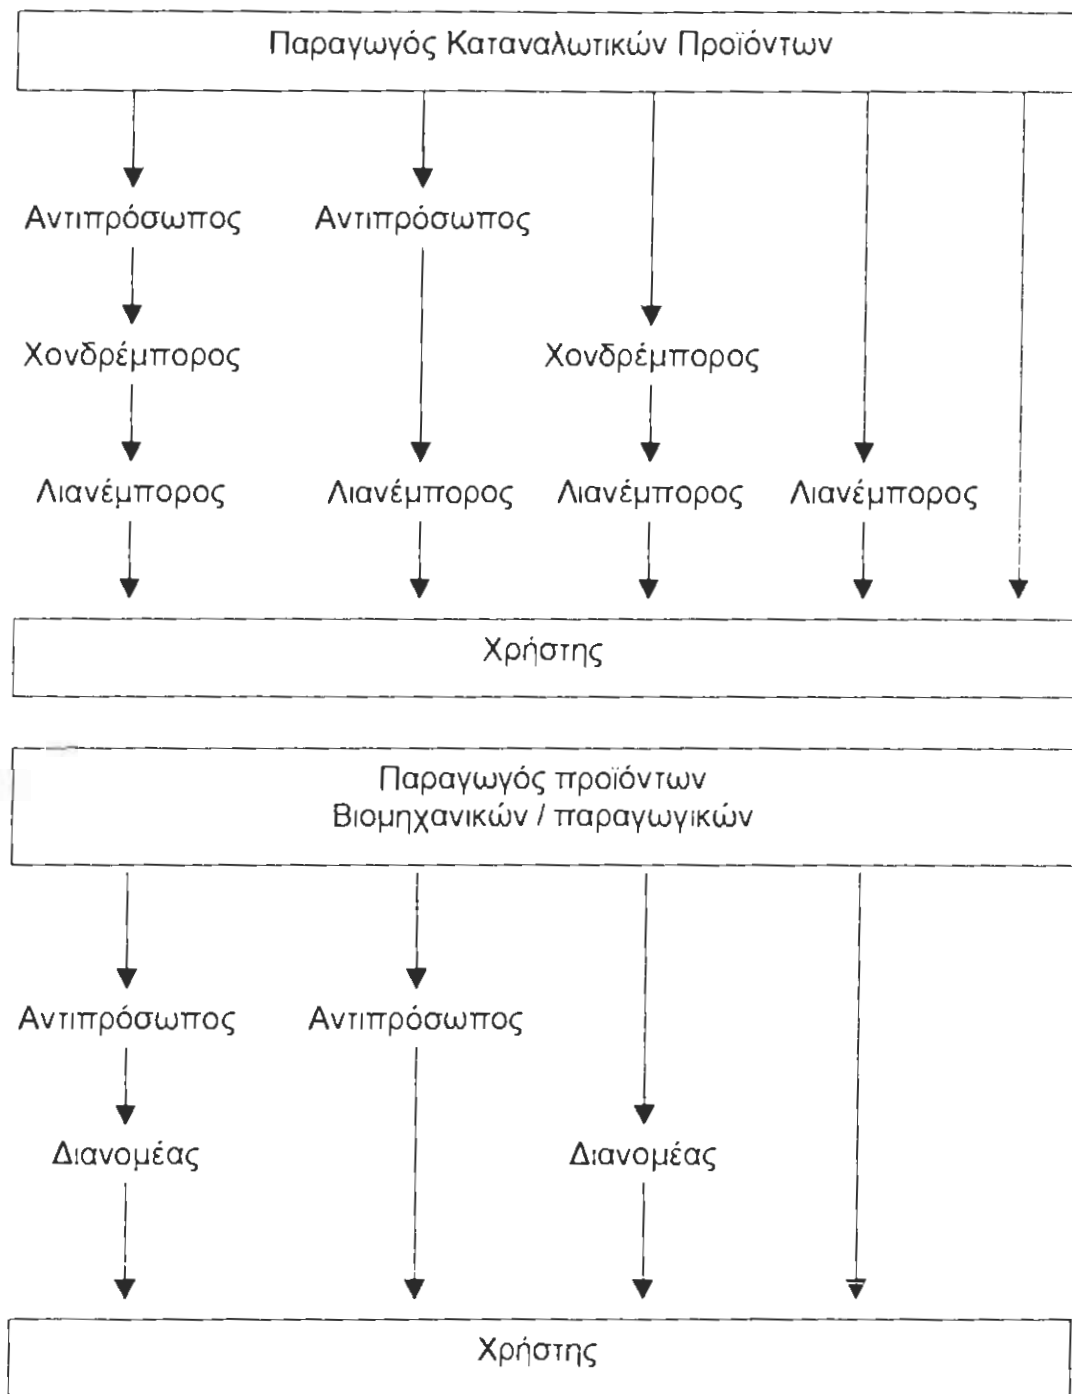 Παραγωγός Καταναλωτικών Προϊόντων
Αντιπρόσωπος Αντιπρόσωπος
Χονδρέμπορος Χονδρέμπορος
Λιανέμπορος Λιανέμπορος Λιανέμπορος Λιανέμπορος
Χρήστης
Παραγωγός προϊόντων
Βιομηχανικών / παραγωγικών
Αντιπρόσωπος Αντιπρόσωπος
Διανομέας Διανομέας
Χρήστης